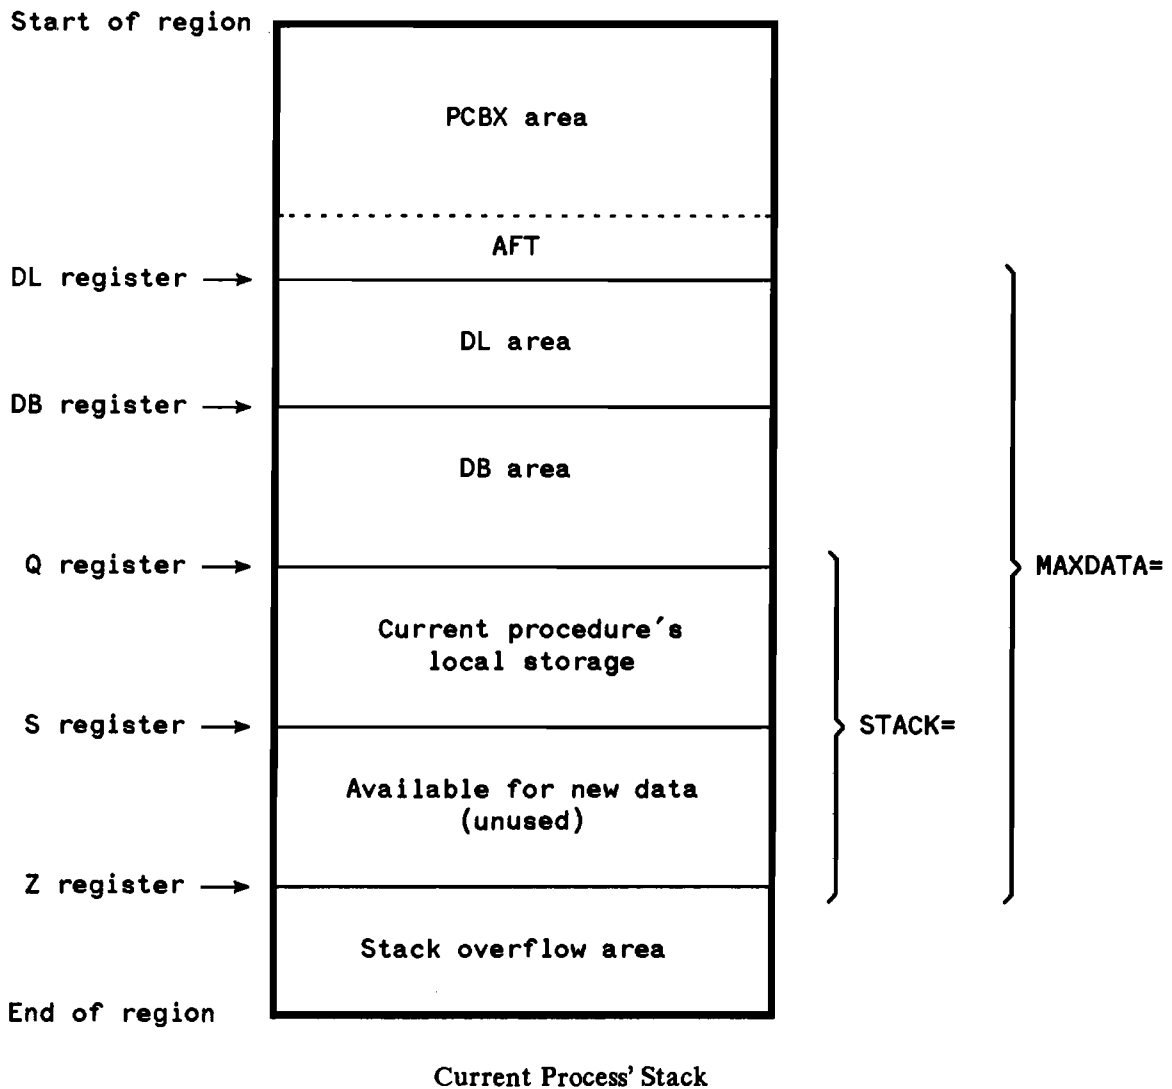 Start of region
PCBX area
AFT
DL register
DL area
DB register
DB area
Q register
MAXDATA=
Current procedure's
local storage
S register
STACK=
Available for new data
(unused)
Z register
Stack overflow area
End of region
Current Process' Stack